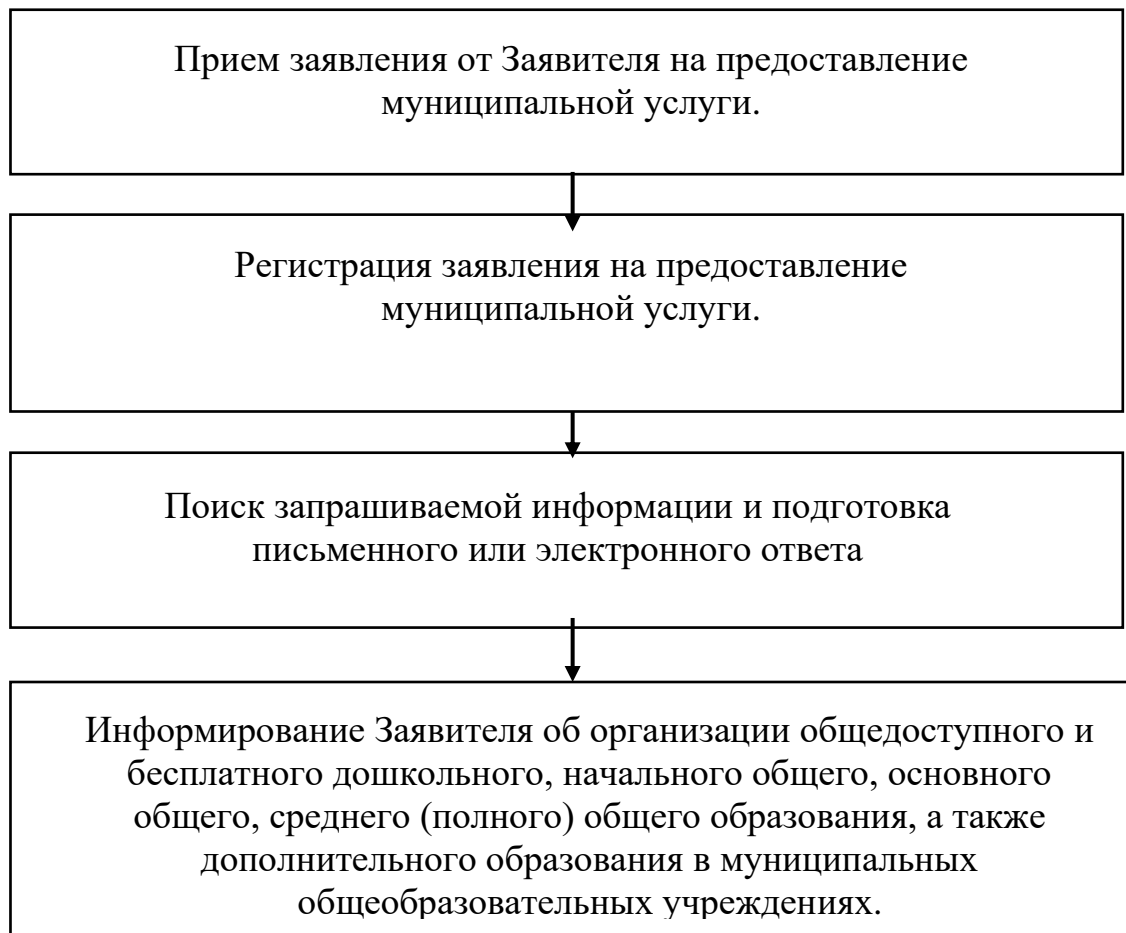 Прием заявления от Заявителя на предоставление
муниципальной услуги.
Регистрация заявления на предоставление
муниципальной услуги.
Поиск запрашиваемой информации и подготовка
письменного или электронного ответа
Информирование Заявителя об организации общедоступного и
бесплатного дошкольного, начального общего, основного
общего, среднего (полного) общего образования, а также
дополнительного образования в муниципальных
общеобразовательных учреждениях.